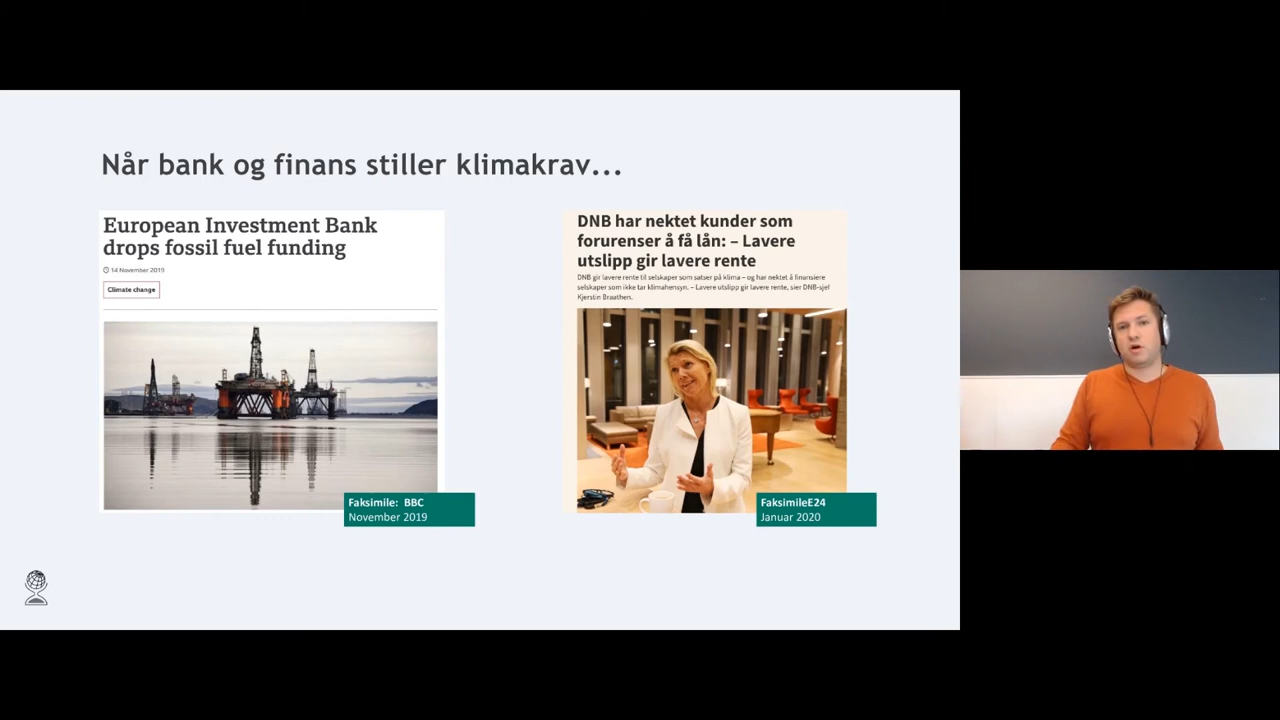 Når bank og finans stiller klimakrav...
European Investment Bank
drops fossil fuel funding
14 November 2019
Climate change
Faksimile: BBC
November 2019
DNB har nektet kunder som
forurenser å få lån: – Lavere
utslipp gir lavere rente
DNB gir lavere rente til selskaper som satser på klima – og har nektet å finansiere
selskaper som ikke tar klimahensyn. – Lavere utslipp gir lavere rente, sier DNB-sjef
Kjerstin Braathen.
FaksimileE24
Januar 2020